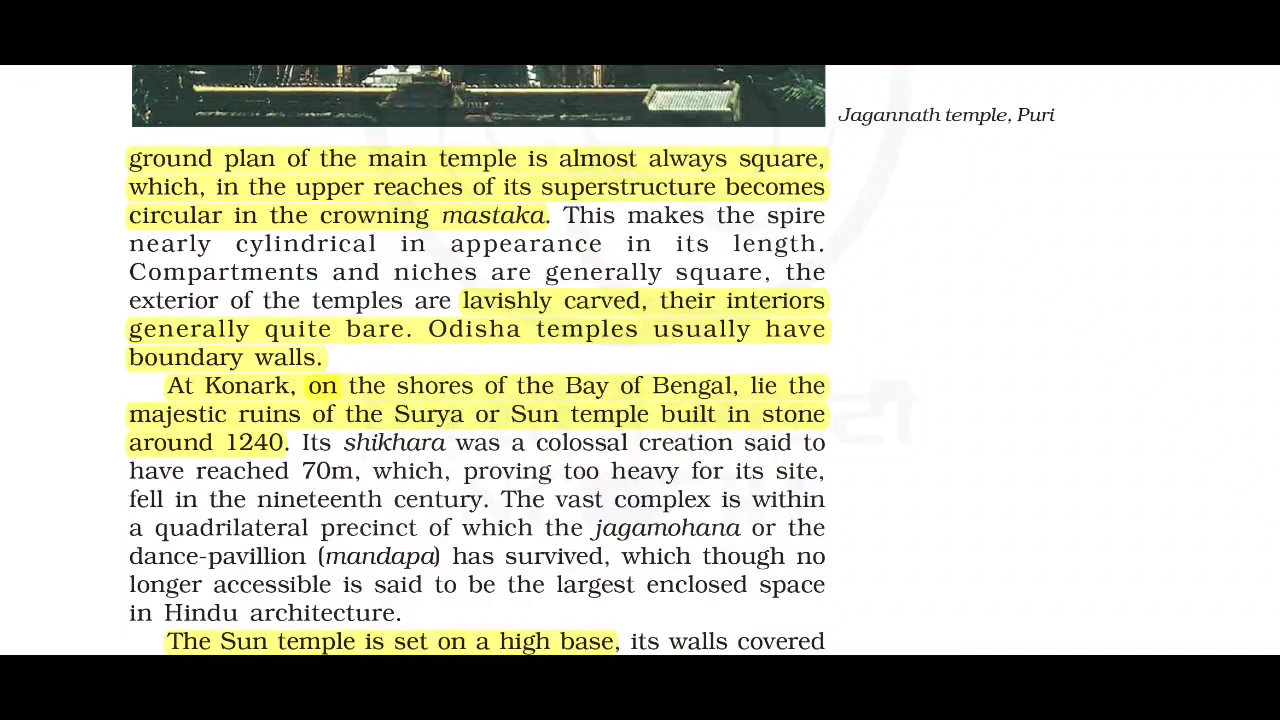 Jagannath temple, Puri
ground plan of the main temple is almost always square,
which, in the upper reaches of its superstructure becomes
circular in the crowning mastaka. This makes the spire
nearly cylindrical in appearance in its length.
Compartments and niches are generally square, the
exterior of the temples are lavishly carved, their interiors
generally quite bare. Odisha temples usually have
boundary walls.
At Konark, on the shores of the Bay of Bengal, lie the
majestic ruins of the Surya or Sun temple built in stone
around 1240. Its shikhara was a colossal creation said to
have reached 70m, which, proving too heavy for its site,
fell in the nineteenth century. The vast complex is within
a quadrilateral precinct of which the jagamohana or the
dance-pavillion (mandapa) has survived, which though no
longer accessible is said to be the largest enclosed space
in Hindu architecture.
The Sun temple is set on a high base, its walls covered